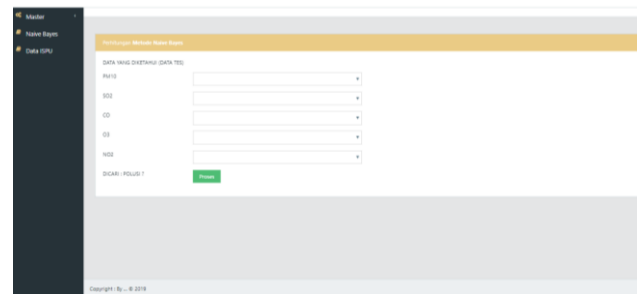 Master
Naive Bayes
Data ISPU
Perhitungan Metode Naive Bayes
DATA YANG DIKETAHUI (DATA TES)
PM10
SO2
CO
O3
NO2
DICARI : POLUSI ?
Proses
Copyright : By ... © 2019